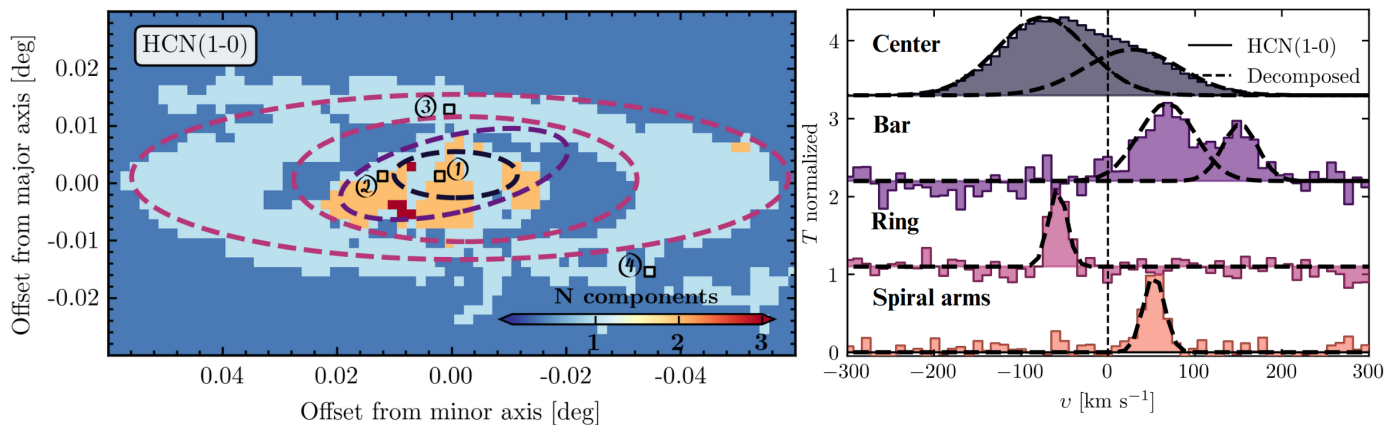 HCN(1-0)
③
①
②
④
N components
1 2 3
0.02
0.01
0.00
-0.01
-0.02
0.04 0.02 0.00 -0.02 -0.04
Offset from major axis [deg]
Offset from minor axis [deg]
Center
HCN(1-0)
Decomposed
Bar
Ring
Spiral arms
4
3
2
1
0
-300 -200 -100 0 100 200 300
T normalized
υ [km s⁻¹]